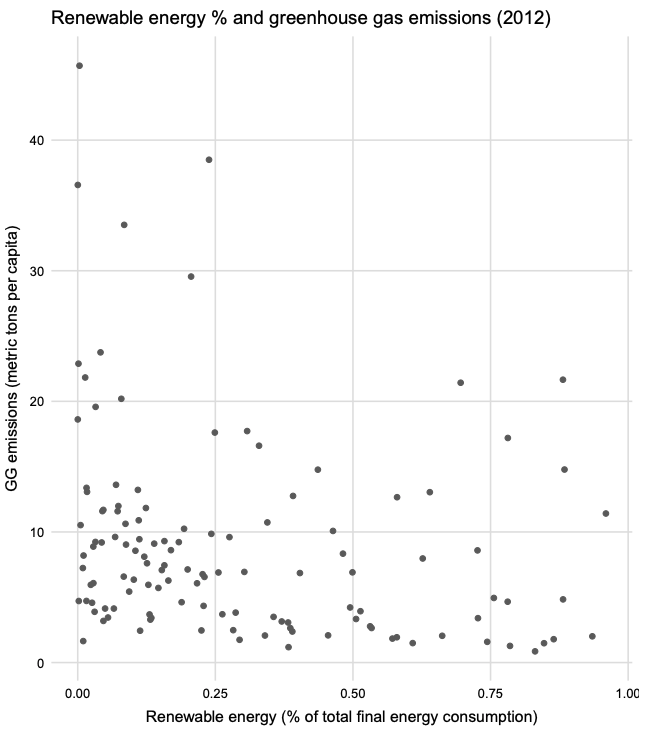 Renewable energy % and greenhouse gas emissions (2012)
GG emissions (metric tons per capita)
40
30
20
10
0
0.00 0.25 0.50 0.75 1.00
Renewable energy (% of total final energy consumption)